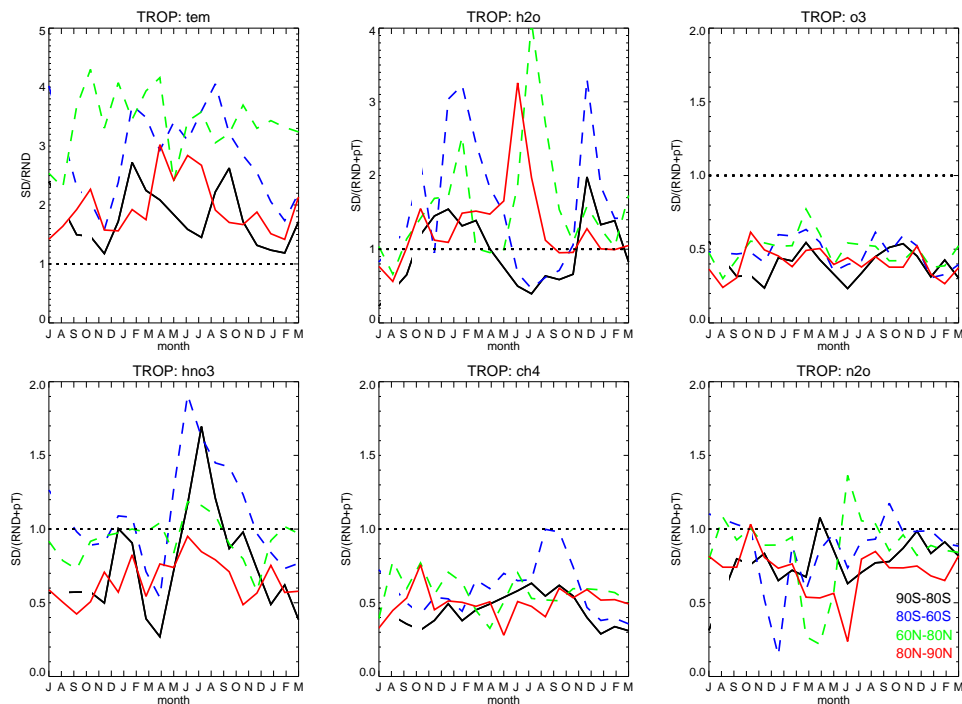 TROP: tem
5
4
3
2
1
0
SD/RND
J A S O N D J F M A M J J A S O N D J F M
month
TROP: h2o
4
3
2
1
0
SD/(RND+pT)
J A S O N D J F M A M J J A S O N D J F M
month
TROP: o3
2.0
1.5
1.0
0.5
0.0
SD/(RND+pT)
J A S O N D J F M A M J J A S O N D J F M
month
TROP: hno3
2.0
1.5
1.0
0.5
0.0
SD/(RND+pT)
J A S O N D J F M A M J J A S O N D J F M
month
TROP: ch4
2.0
1.5
1.0
0.5
0.0
SD/(RND+pT)
J A S O N D J F M A M J J A S O N D J F M
month
TROP: n2o
2.0
1.5
1.0
0.5
0.0
SD/(RND+pT)
90S-80S
80S-60S
60N-80N
80N-90N
J A S O N D J F M A M J J A S O N D J F M
month